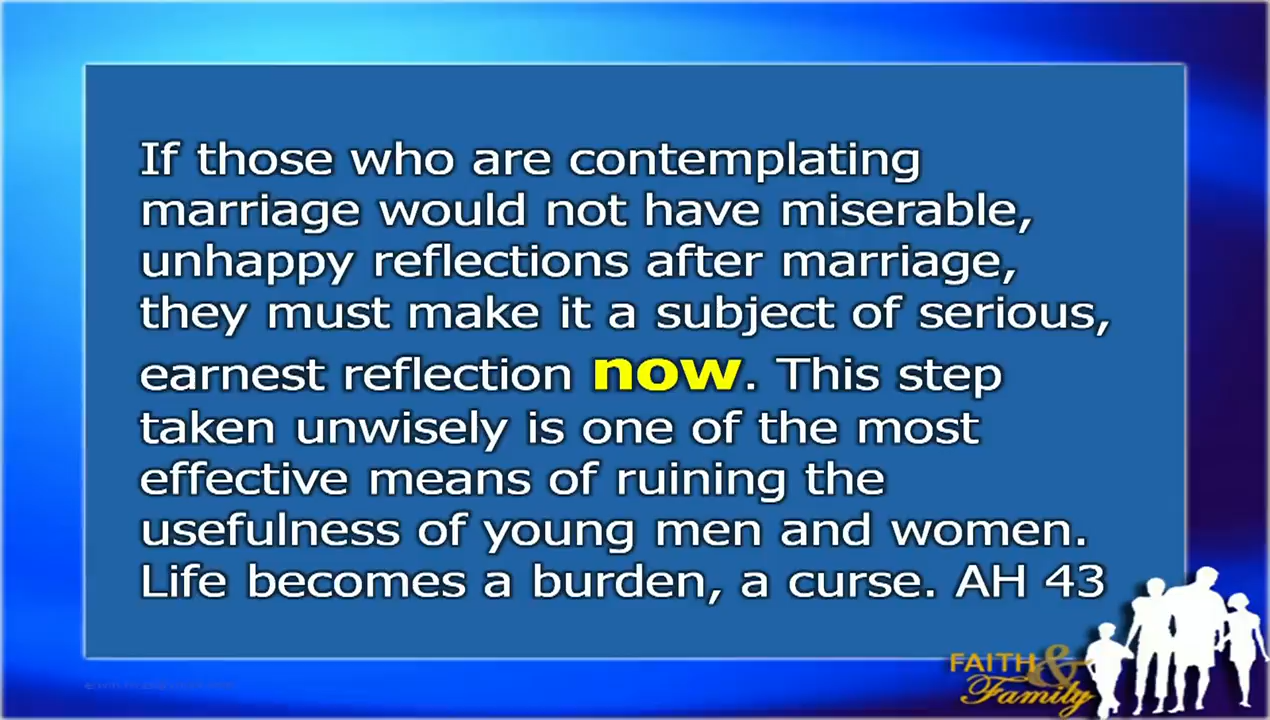 If those who are contemplating
marriage would not have miserable,
unhappy reflections after marriage,
they must make it a subject of serious,
earnest reflection now. This step
taken unwisely is one of the most
effective means of ruining the
usefulness of young men and women.
Life becomes a burden, a curse. AH 43
FAITH &
Family